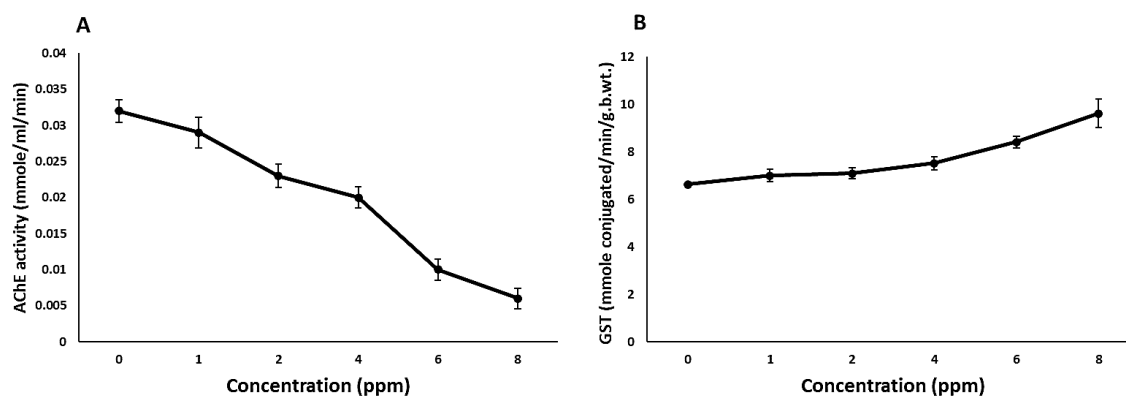 A
AChE activity (mmole/ml/min)
0.04
0.035
0.03
0.025
0.02
0.015
0.01
0.005
0
0 1 2 4 6 8
Concentration (ppm)
B
GST (mmole conjugated/min/g.b.wt.)
12
10
8
6
4
2
0
0 1 2 4 6 8
Concentration (ppm)